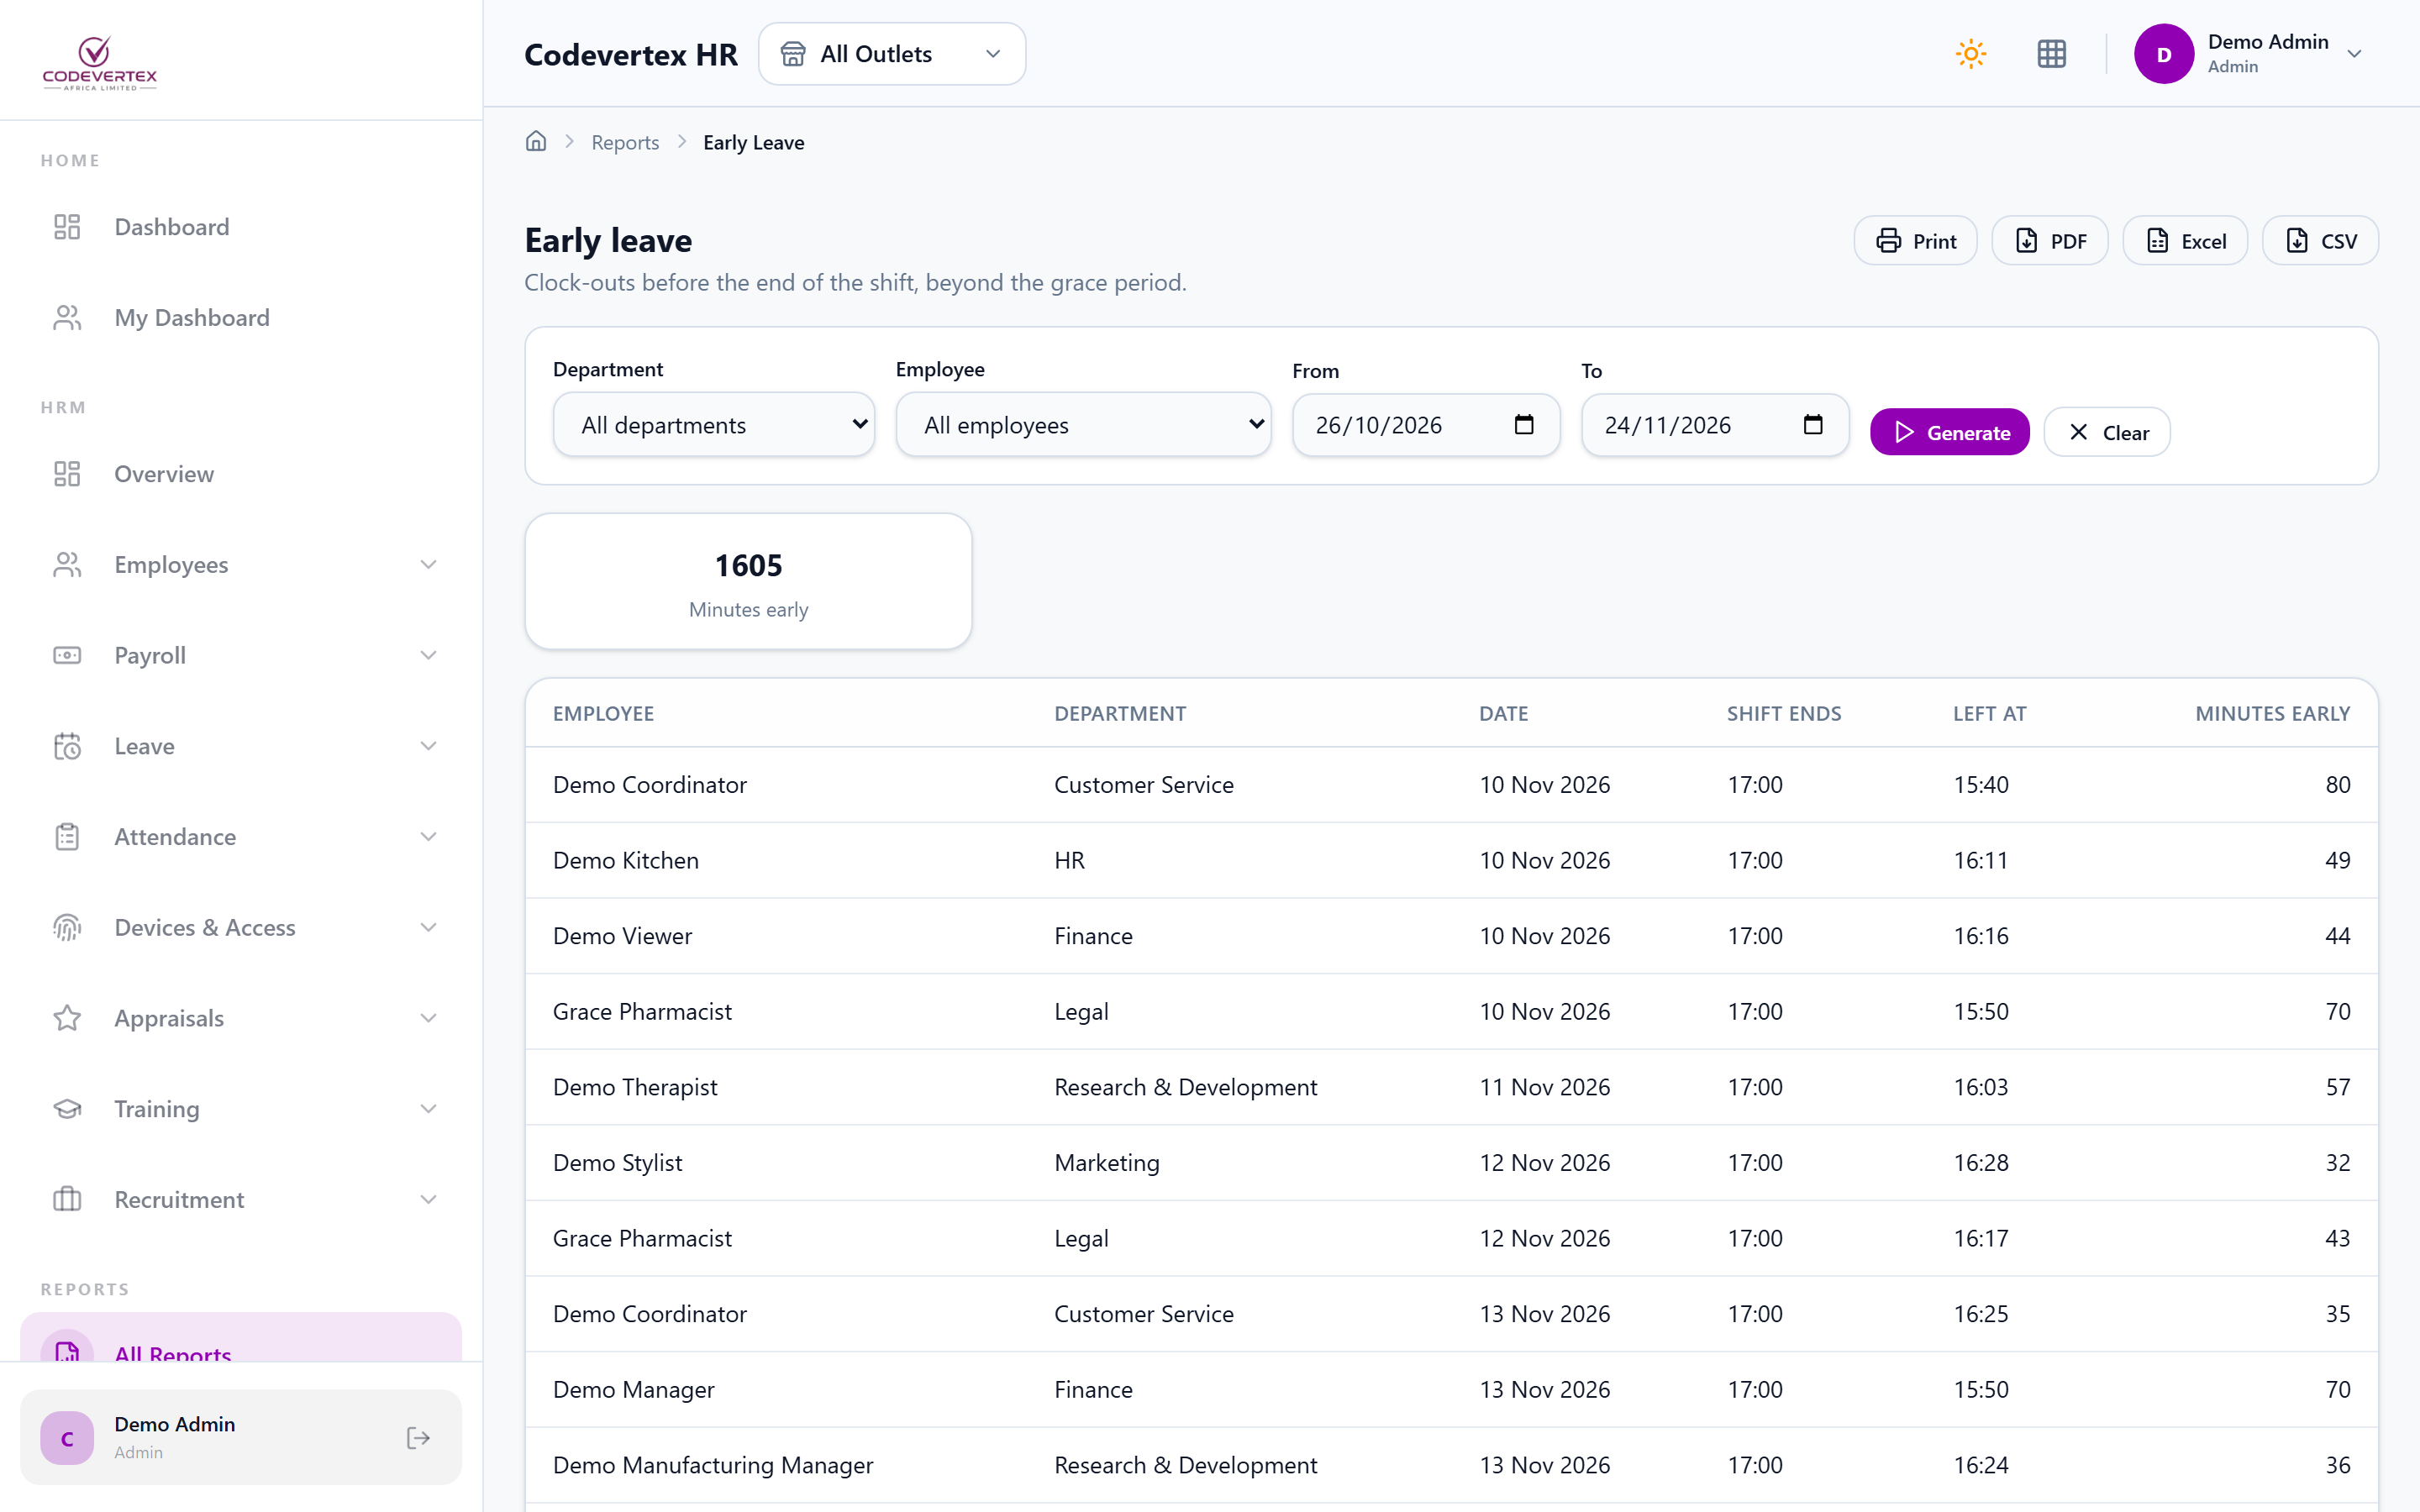 CODEVERTEX
AFRICA LIMITED
HOME
Dashboard
My Dashboard
HRM
Overview
Employees
Payroll
Leave
Attendance
Devices & Access
Appraisals
Training
Recruitment
REPORTS
All Reports
C
Demo Admin
Admin
Codevertex HR
All Outlets
D
Demo Admin
Admin
Reports
Early Leave
Early leave
Clock-outs before the end of the shift, beyond the grace period.
Print
PDF
Excel
CSV
Department
Employee
From
To
All departments
All employees
26/10/2026
24/11/2026
Generate
Clear
1605
Minutes early
EMPLOYEE DEPARTMENT DATE SHIFT ENDS LEFT AT MINUTES EARLY
Demo Coordinator Customer Service 10 Nov 2026 17:00 15:40 80
Demo Kitchen HR 10 Nov 2026 17:00 16:11 49
Demo Viewer Finance 10 Nov 2026 17:00 16:16 44
Grace Pharmacist Legal 10 Nov 2026 17:00 15:50 70
Demo Therapist Research & Development 11 Nov 2026 17:00 16:03 57
Demo Stylist Marketing 12 Nov 2026 17:00 16:28 32
Grace Pharmacist Legal 12 Nov 2026 17:00 16:17 43
Demo Coordinator Customer Service 13 Nov 2026 17:00 16:25 35
Demo Manager Finance 13 Nov 2026 17:00 15:50 70
Demo Manufacturing Manager Research & Development 13 Nov 2026 17:00 16:24 36